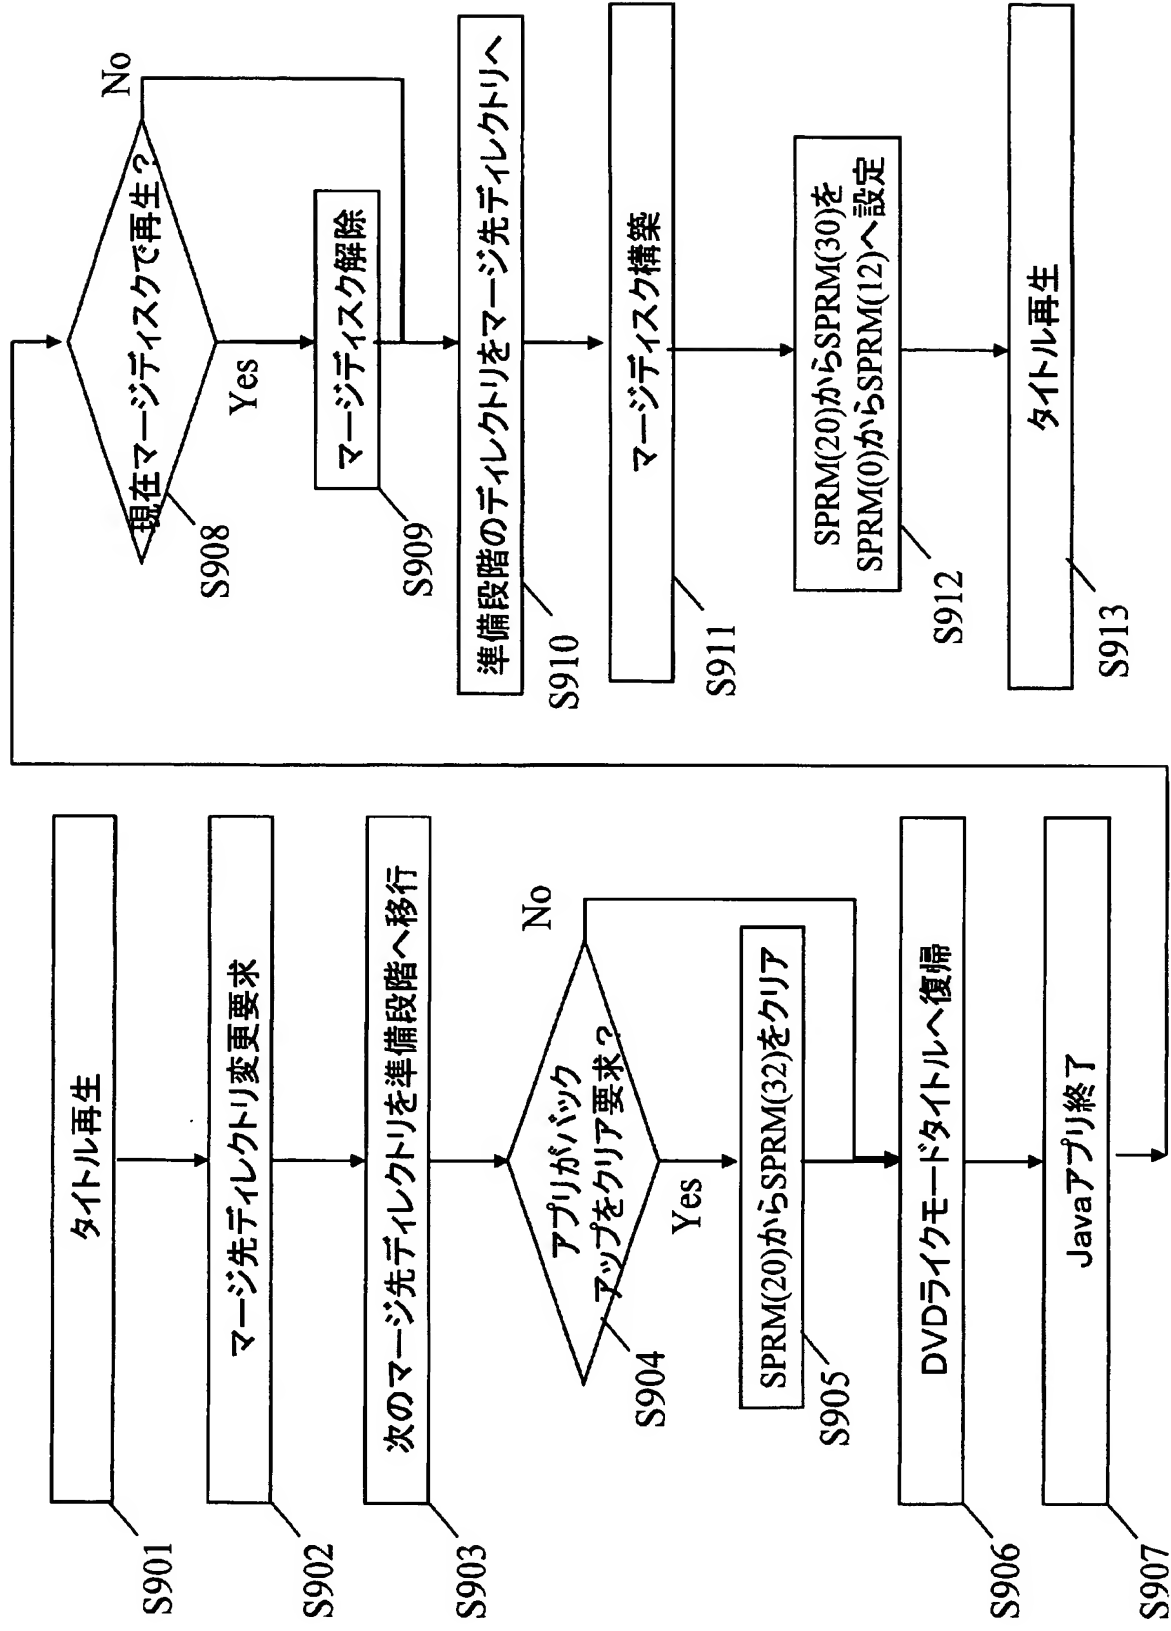 タイトル再生
S901
マージ先ディレクトリ変更要求
S902
次のマージ先ディレクトリを準備段階へ移行
S903
アプリがバック
アップをクリア要求？
No
S904
Yes
SPRM(20)からSPRM(32)をクリア
S905
DVDライクモードタイトルへ復帰
S906
Javaアプリ終了
S907
現在マージディスクで再生？
No
S908
Yes
マージディスク解除
S909
準備段階のディレクトリをマージ先ディレクトリへ
S910
マージディスク構築
S911
SPRM(20)からSPRM(30)を
SPRM(0)からSPRM(12)へ設定
S912
タイトル再生
S913